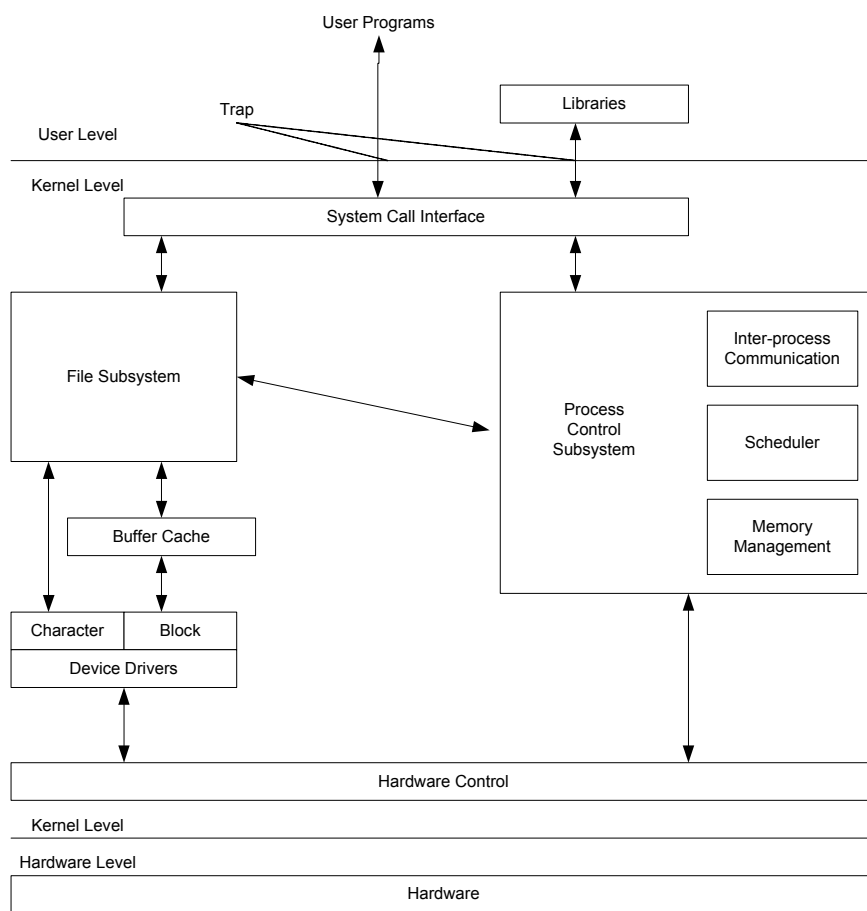 User Programs
Libraries
Trap
User Level
Kernel Level
System Call Interface
File Subsystem
Inter-process
Communication
Process
Control
Subsystem
Scheduler
Memory
Management
Buffer Cache
Character
Block
Device Drivers
Hardware Control
Kernel Level
Hardware Level
Hardware